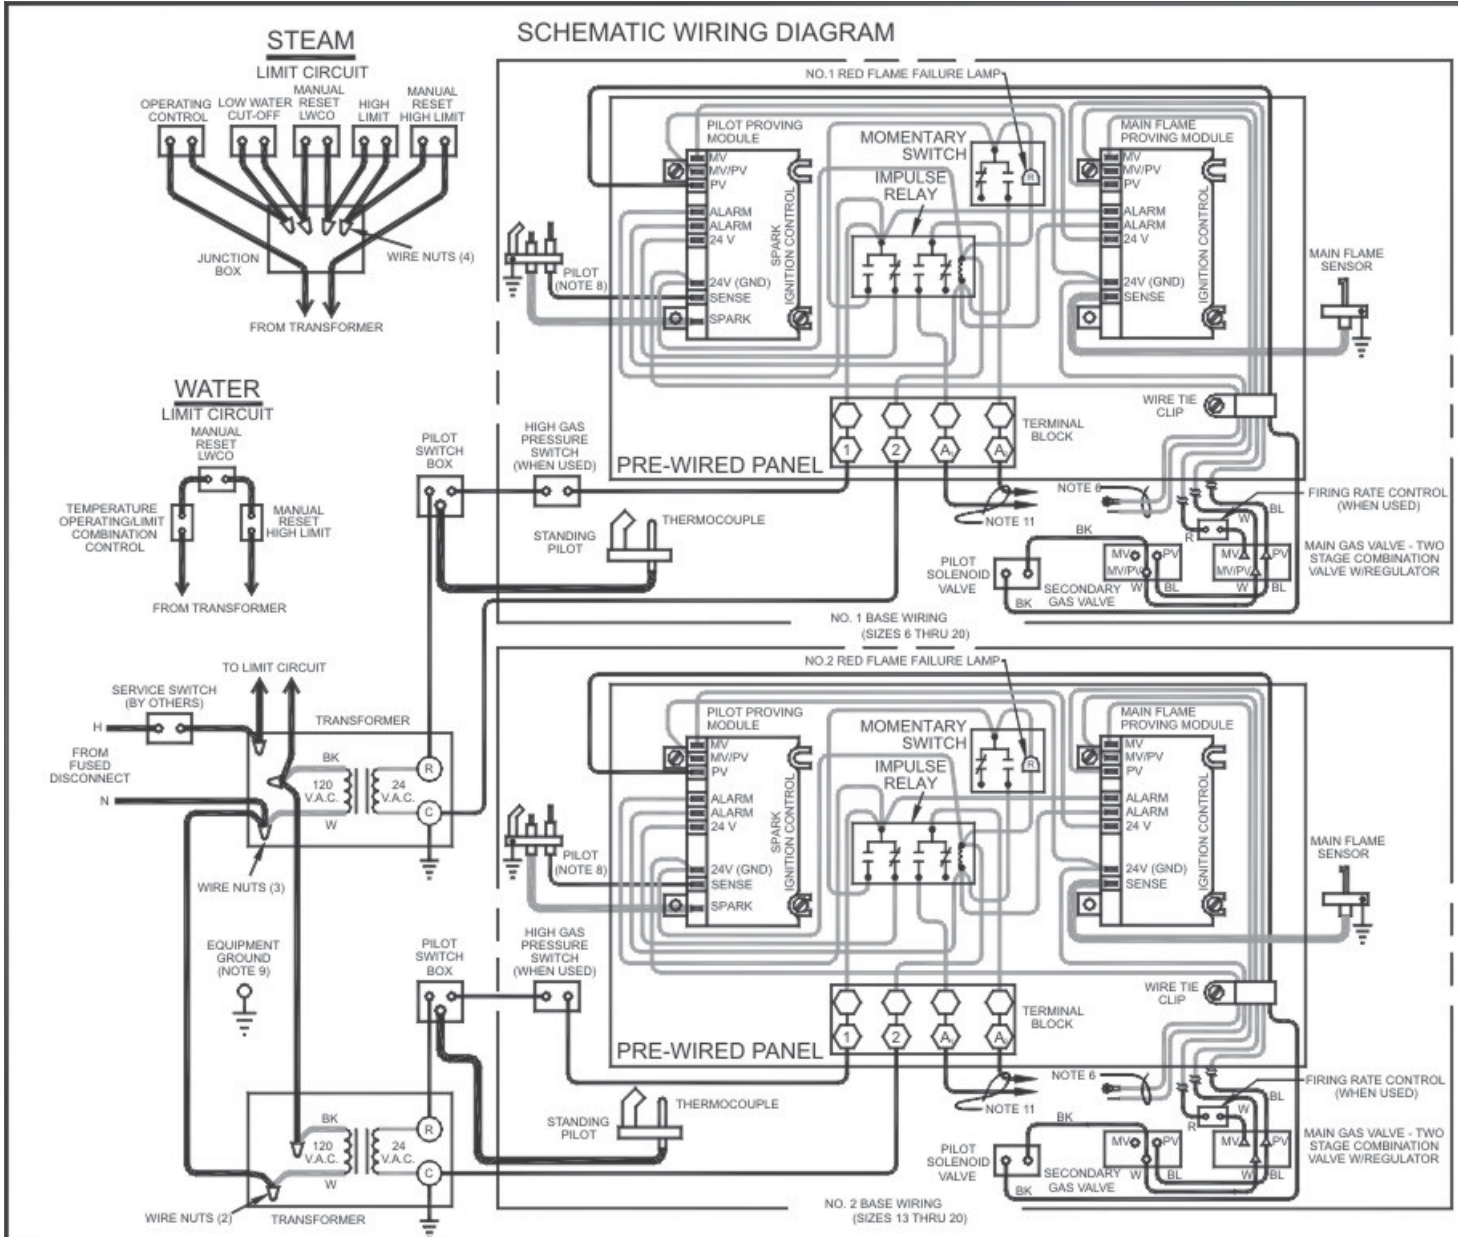 SCHEMATIC WIRING DIAGRAM
STEAM
LIMIT CIRCUIT
OPERATING
CONTROL
LOW WATER
CUT-OFF
MANUAL
RESET
LWCO
HIGH
LIMIT
MANUAL
RESET
HIGH LIMIT
JUNCTION
BOX
WIRE NUTS (4)
FROM TRANSFORMER
WATER
LIMIT CIRCUIT
MANUAL
RESET
LWCO
TEMPERATURE
OPERATING/LIMIT
COMBINATION
CONTROL
MANUAL
RESET
HIGH LIMIT
FROM TRANSFORMER
NO.1 RED FLAME FAILURE LAMP
PILOT PROVING
MODULE
MV
MV/PV
PV
ALARM
ALARM
24 V
24V (GND)
SENSE
SPARK
SPARK
IGNITION CONTROL
MOMENTARY
SWITCH
R
IMPULSE
RELAY
MAIN FLAME
PROVING MODULE
MV
MV/PV
PV
ALARM
ALARM
24 V
24V (GND)
SENSE
IGNITION CONTROL
MAIN FLAME
SENSOR
PILOT
(NOTE 8)
WIRE TIE
CLIP
TERMINAL
BLOCK
1
2
A
A
PRE-WIRED PANEL
PILOT
SWITCH
BOX
HIGH GAS
PRESSURE
SWITCH
(WHEN USED)
STANDING
PILOT
THERMOCOUPLE
NOTE 6
NOTE 11
FIRING RATE CONTROL
(WHEN USED)
R
W
BL
BK
PILOT
SOLENOID
VALVE
BK
MV
PV
MV/PV
W
BL
SECONDARY
GAS VALVE
MV
PV
MV/PV
W
BL
MAIN GAS VALVE - TWO
STAGE COMBINATION
VALVE W/REGULATOR
NO. 1 BASE WIRING
(SIZES 6 THRU 20)
TO LIMIT CIRCUIT
SERVICE SWITCH
(BY OTHERS)
H
FROM
FUSED
DISCONNECT
N
TRANSFORMER
BK
120
V.A.C.
24
V.A.C.
W
R
C
WIRE NUTS (3)
EQUIPMENT
GROUND
(NOTE 9)
BK
120
V.A.C.
24
V.A.C.
W
R
C
WIRE NUTS (2)
TRANSFORMER
NO.2 RED FLAME FAILURE LAMP
PILOT PROVING
MODULE
MV
MV/PV
PV
ALARM
ALARM
24 V
24V (GND)
SENSE
SPARK
SPARK
IGNITION CONTROL
MOMENTARY
SWITCH
R
IMPULSE
RELAY
MAIN FLAME
PROVING MODULE
MV
MV/PV
PV
ALARM
ALARM
24 V
24V (GND)
SENSE
IGNITION CONTROL
MAIN FLAME
SENSOR
PILOT
(NOTE 8)
WIRE TIE
CLIP
TERMINAL
BLOCK
1
2
A
A
PRE-WIRED PANEL
PILOT
SWITCH
BOX
HIGH GAS
PRESSURE
SWITCH
(WHEN USED)
STANDING
PILOT
THERMOCOUPLE
NOTE 6
NOTE 11
FIRING RATE CONTROL
(WHEN USED)
R
W
BL
BK
PILOT
SOLENOID
VALVE
BK
MV
PV
W
BL
SECONDARY
GAS VALVE
MV
PV
W
BL
MAIN GAS VALVE - TWO
STAGE COMBINATION
VALVE W/REGULATOR
NO. 2 BASE WIRING
(SIZES 13 THRU 20)